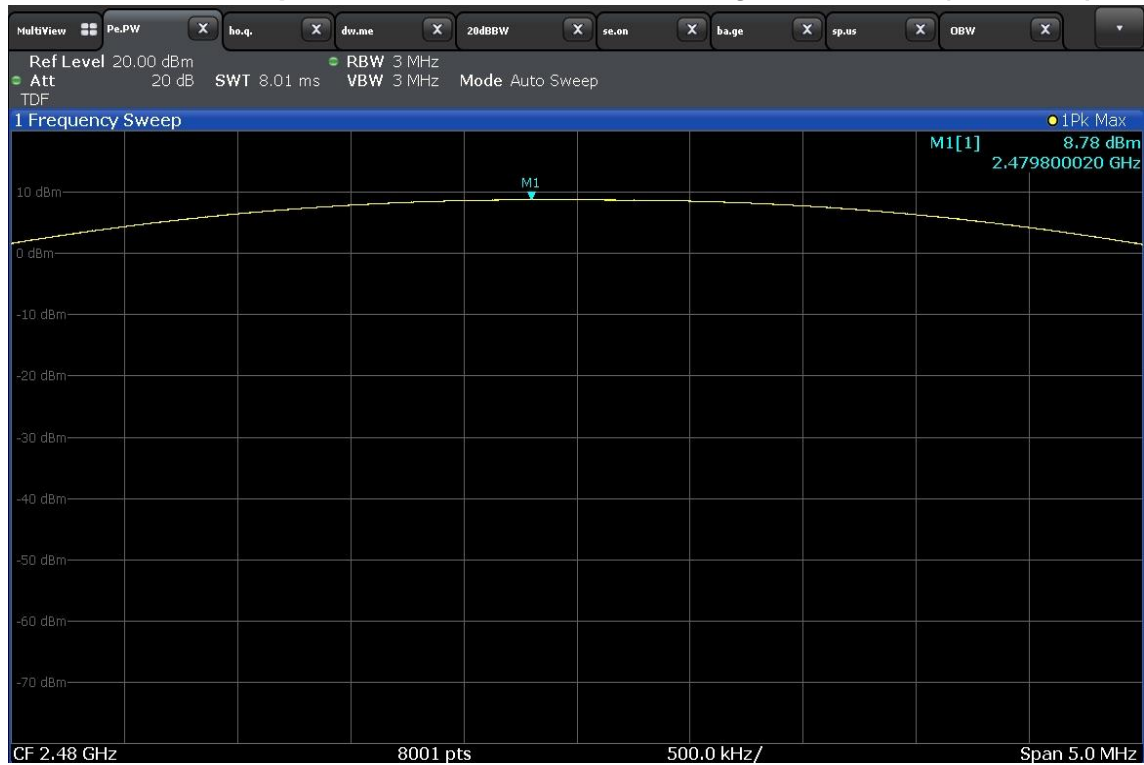 MultiView Pe.PW X ho.q. X dw.me X 20dBBW X se.on X ba.ge X sp.us X OBW X
Ref Level 20.00 dBm RBW 3 MHz
Att 20 dB SWT 8.01 ms VBW 3 MHz Mode Auto Sweep
TDF
1 Frequency Sweep 1Pk Max
M1[1] 8.78 dBm
2.479800020 GHz
M1
10 dBm
0 dBm
-10 dBm
-20 dBm
-30 dBm
-40 dBm
-50 dBm
-60 dBm
-70 dBm
CF 2.48 GHz 8001 pts 500.0 kHz/ Span 5.0 MHz